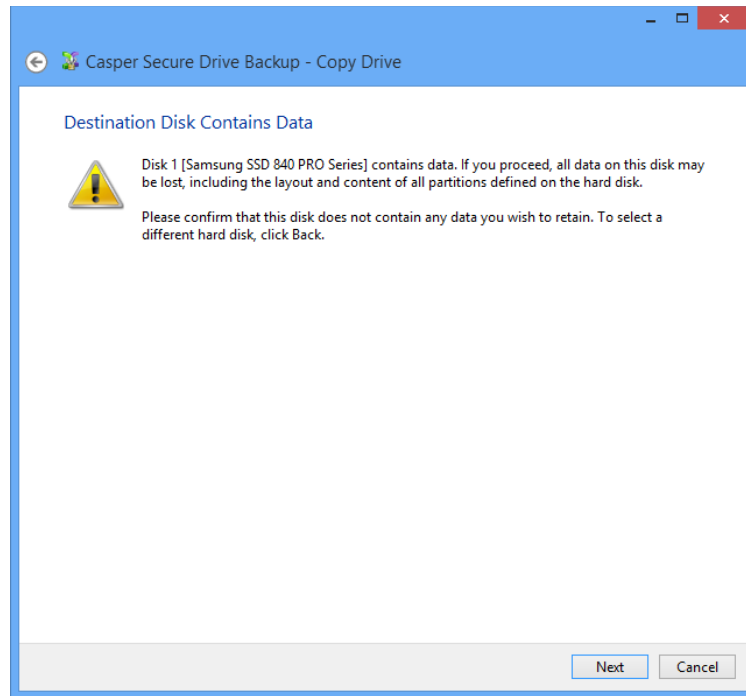 Casper Secure Drive Backup - Copy Drive
Destination Disk Contains Data
Disk 1 [Samsung SSD 840 PRO Series] contains data. If you proceed, all data on this disk may
be lost, including the layout and content of all partitions defined on the hard disk.
Please confirm that this disk does not contain any data you wish to retain. To select a
different hard disk, click Back.
Next
Cancel